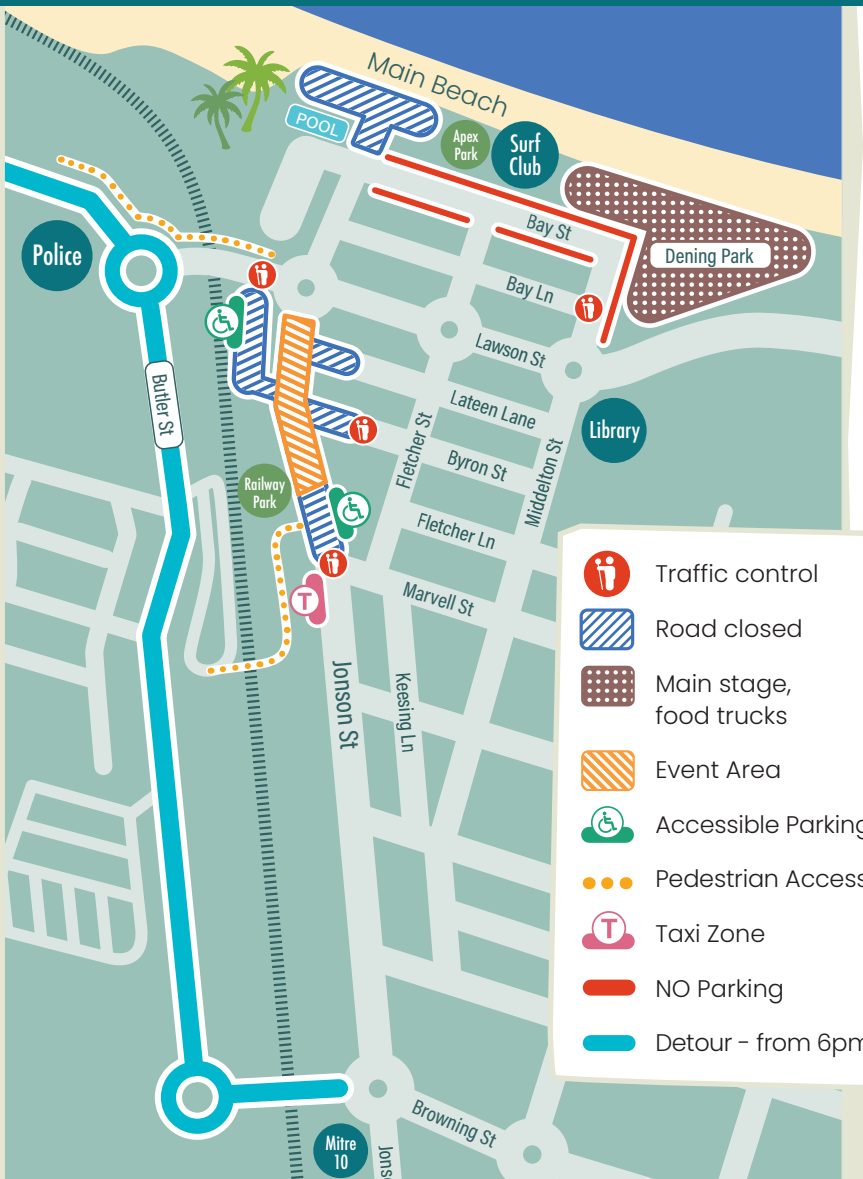 Main Beach
POOL
Apex
Park
Surf
Club
Bay St
Dening Park
Police
Bay Ln
Lawson St
Butler St
Lateen Lane
Fletcher St
Library
Byron St
Middelton St
Railway
Park
Fletcher Ln
Marvell St
T
Jonson St
Keesing Ln
Traffic control
Road closed
Main stage,
food trucks
Event Area
Accessible Parking
Pedestrian Access
T
Taxi Zone
NO Parking
Detour - from 6pm
Browning St
Mitre
10
Jons